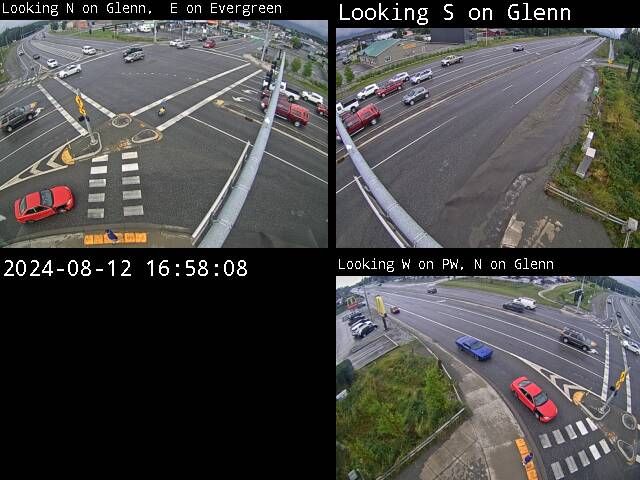 Looking N on Glenn,  E on Evergreen
Looking S on Glenn
2024-08-12 16:58:08
Looking W on PW, N on Glenn